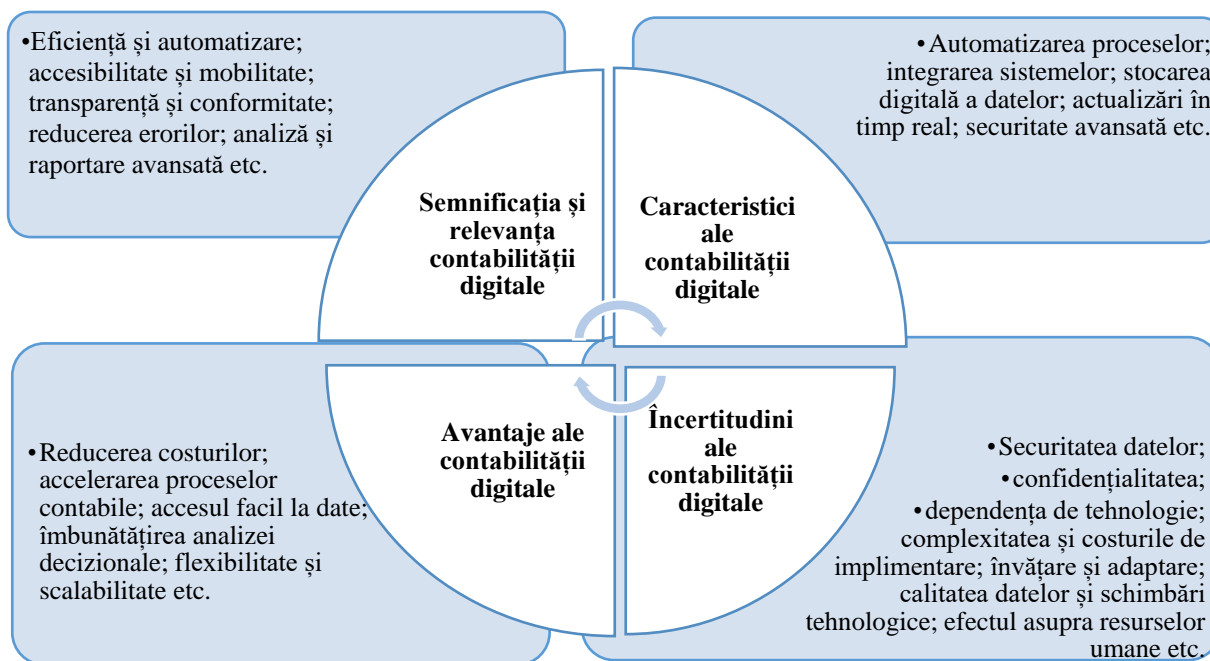 •Eficiență și automatizare;
accesibilitate și mobilitate;
transparență și conformitate;
reducerea erorilor; analiză și
raportare avansată etc.
•Automatizarea proceselor;
integrarea sistemelor; stocarea
digitală a datelor; actualizări în
timp real; securitate avansată etc.
Semnificația și
relevanța
contabilității
digitale
Caracteristici
ale
contabilității
digitale
Avantaje ale
contabilității
digitale
Încertitudini
ale
contabilității
digitale
•Reducerea costurilor;
accelerarea proceselor
contabile; accesul facil la date;
îmbunătățirea analizei
decizionale; flexibilitate și
scalabilitate etc.
•Securitatea datelor;
•confidențialitatea;
•dependența de tehnologie;
complexitatea și costurile de
implimentare; învățare și adaptare;
calitatea datelor și schimbări
tehnologice; efectul asupra resurselor
umane etc.